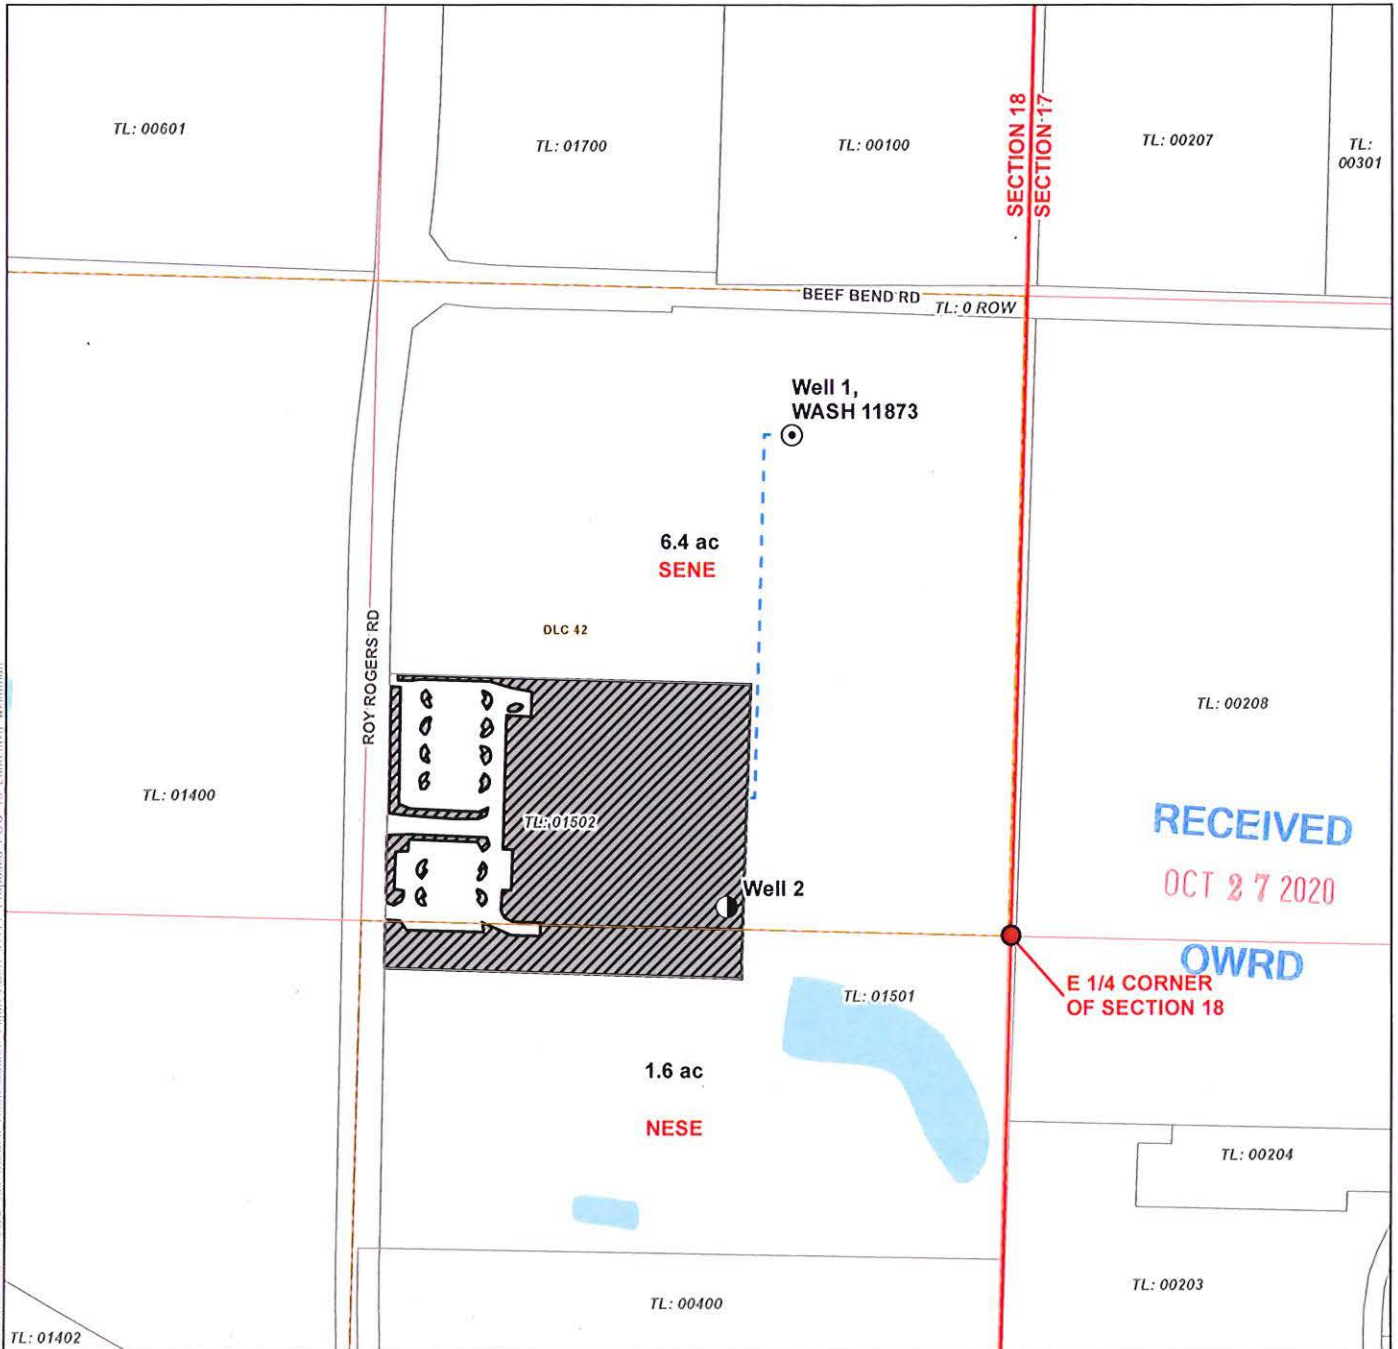 TL: 00601
TL: 01700
TL: 00100
SECTION 18
SECTION 17
TL: 00207
TL:
00301
BEEF BEND RD
TL: 0 ROW
Well 1,
WASH 11873
6.4 ac
SENE
DLC 42
ROY ROGERS RD
TL: 00208
TL: 01400
TL: 01502
RECEIVED
OCT 27 2020
OWRD
Well 2
E 1/4 CORNER
OF SECTION 18
TL: 01501
1.6 ac
NESE
TL: 00204
TL: 00203
TL: 00400
TL: 01402